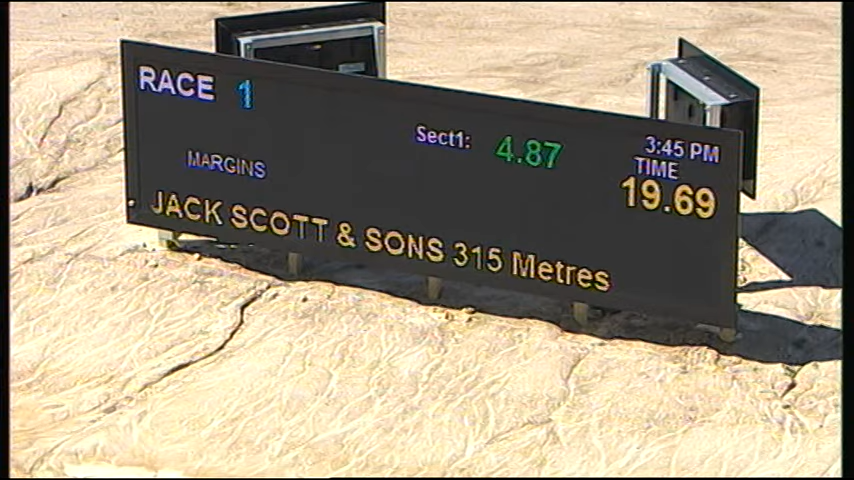 RACE 1
3:45 PM
Sect1: 4.87
TIME
MARGINS
19.69
JACK SCOTT & SONS 315 Metres